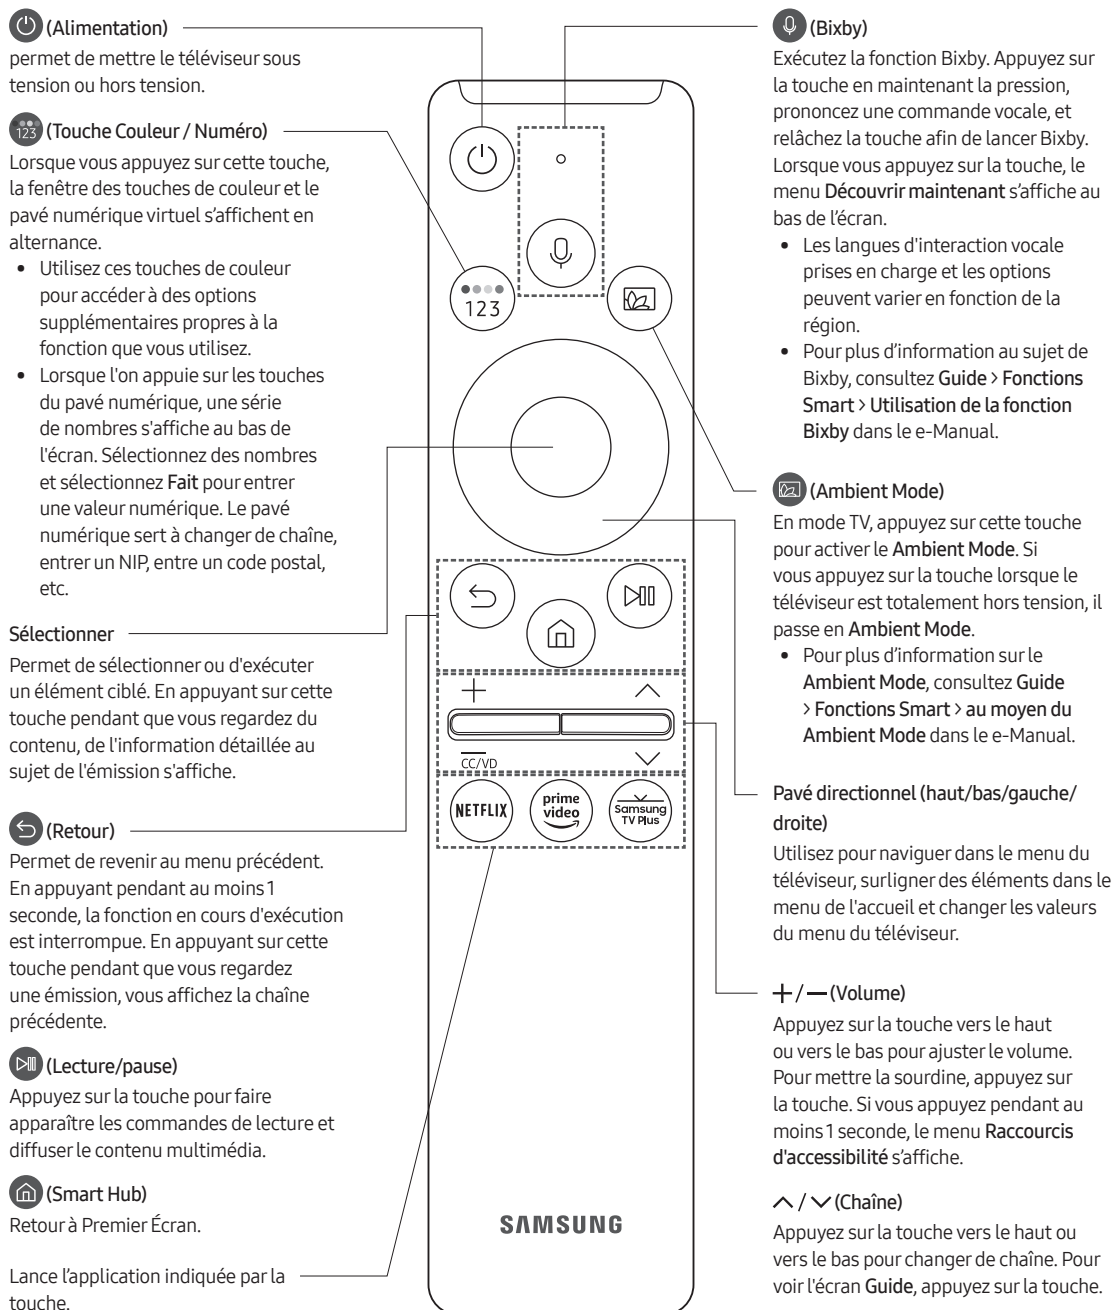 (Alimentation)
permet de mettre le téléviseur sous
tension ou hors tension.
123 (Touche Couleur / Numéro)
Lorsque vous appuyez sur cette touche,
la fenêtre des touches de couleur et le
pavé numérique virtuel s’affichent en
alternance.
• Utilisez ces touches de couleur
pour accéder à des options
supplémentaires propres à la
fonction que vous utilisez.
• Lorsque l'on appuie sur les touches
du pavé numérique, une série
de nombres s'affiche au bas de
l'écran. Sélectionnez des nombres
et sélectionnez Fait pour entrer
une valeur numérique. Le pavé
numérique sert à changer de chaîne,
entrer un NIP, entre un code postal,
etc.
Sélectionner
Permet de sélectionner ou d'exécuter
un élément ciblé. En appuyant sur cette
touche pendant que vous regardez du
contenu, de l'information détaillée au
sujet de l'émission s'affiche.
(Retour)
Permet de revenir au menu précédent.
En appuyant pendant au moins 1
seconde, la fonction en cours d'exécution
est interrompue. En appuyant sur cette
touche pendant que vous regardez
une émission, vous affichez la chaîne
précédente.
(Lecture/pause)
Appuyez sur la touche pour faire
apparaître les commandes de lecture et
diffuser le contenu multimédia.
(Smart Hub)
Retour à Premier Écran.
Lance l’application indiquée par la
touche.
123
CC/VD
NETFLIX
prime
video
Samsung
TV Plus
SAMSUNG
(Bixby)
Exécutez la fonction Bixby. Appuyez sur
la touche en maintenant la pression,
prononcez une commande vocale, et
relâchez la touche afin de lancer Bixby.
Lorsque vous appuyez sur la touche, le
menu Découvrir maintenant s’affiche au
bas de l’écran.
• Les langues d'interaction vocale
prises en charge et les options
peuvent varier en fonction de la
région.
• Pour plus d’information au sujet de
Bixby, consultez Guide > Fonctions
Smart > Utilisation de la fonction
Bixby dans le e-Manual.
(Ambient Mode)
En mode TV, appuyez sur cette touche
pour activer le Ambient Mode. Si
vous appuyez sur la touche lorsque le
téléviseur est totalement hors tension, il
passe en Ambient Mode.
• Pour plus d’information sur le
Ambient Mode, consultez Guide
> Fonctions Smart > au moyen du
Ambient Mode dans le e-Manual.
Pavé directionnel (haut/bas/gauche/
droite)
Utilisez pour naviguer dans le menu du
téléviseur, surligner des éléments dans le
menu de l'accueil et changer les valeurs
du menu du téléviseur.
+ / — (Volume)
Appuyez sur la touche vers le haut
ou vers le bas pour ajuster le volume.
Pour mettre la sourdine, appuyez sur
la touche. Si vous appuyez pendant au
moins 1 seconde, le menu Raccourcis
d'accessibilité s’affiche.
/ (Chaîne)
Appuyez sur la touche vers le haut ou
vers le bas pour changer de chaîne. Pour
voir l'écran Guide, appuyez sur la touche.